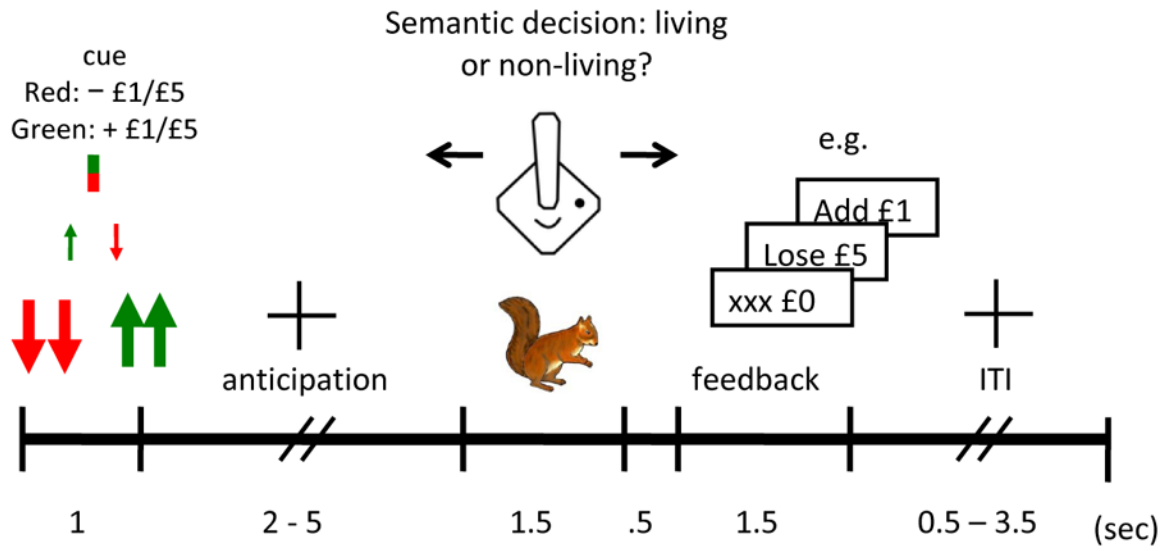 Semantic decision: living
or non-living?
cue
Red: − £1/£5
Green: + £1/£5
e.g.
Add £1
Lose £5
xxx £0
anticipation
feedback
ITI
1
2 - 5
1.5
.5
1.5
0.5 – 3.5
(sec)